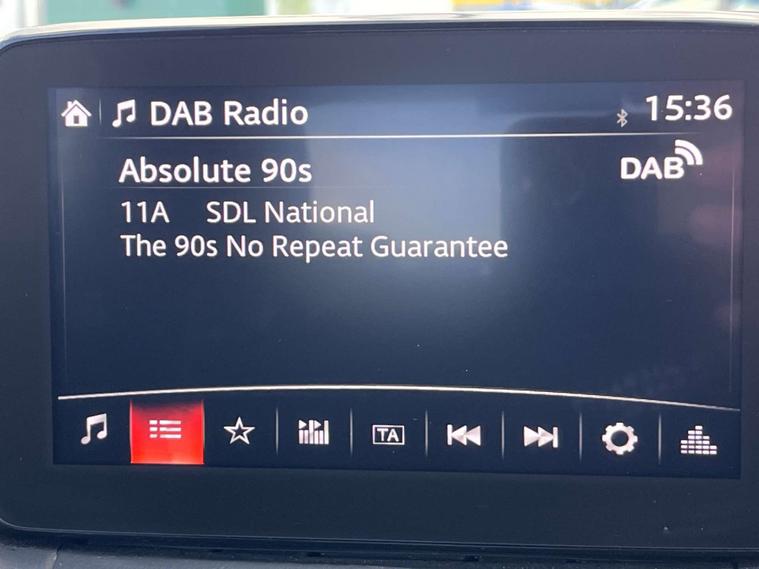 DAB Radio 15:36
Absolute 90s DAB
11A SDL National
The 90s No Repeat Guarantee
TA